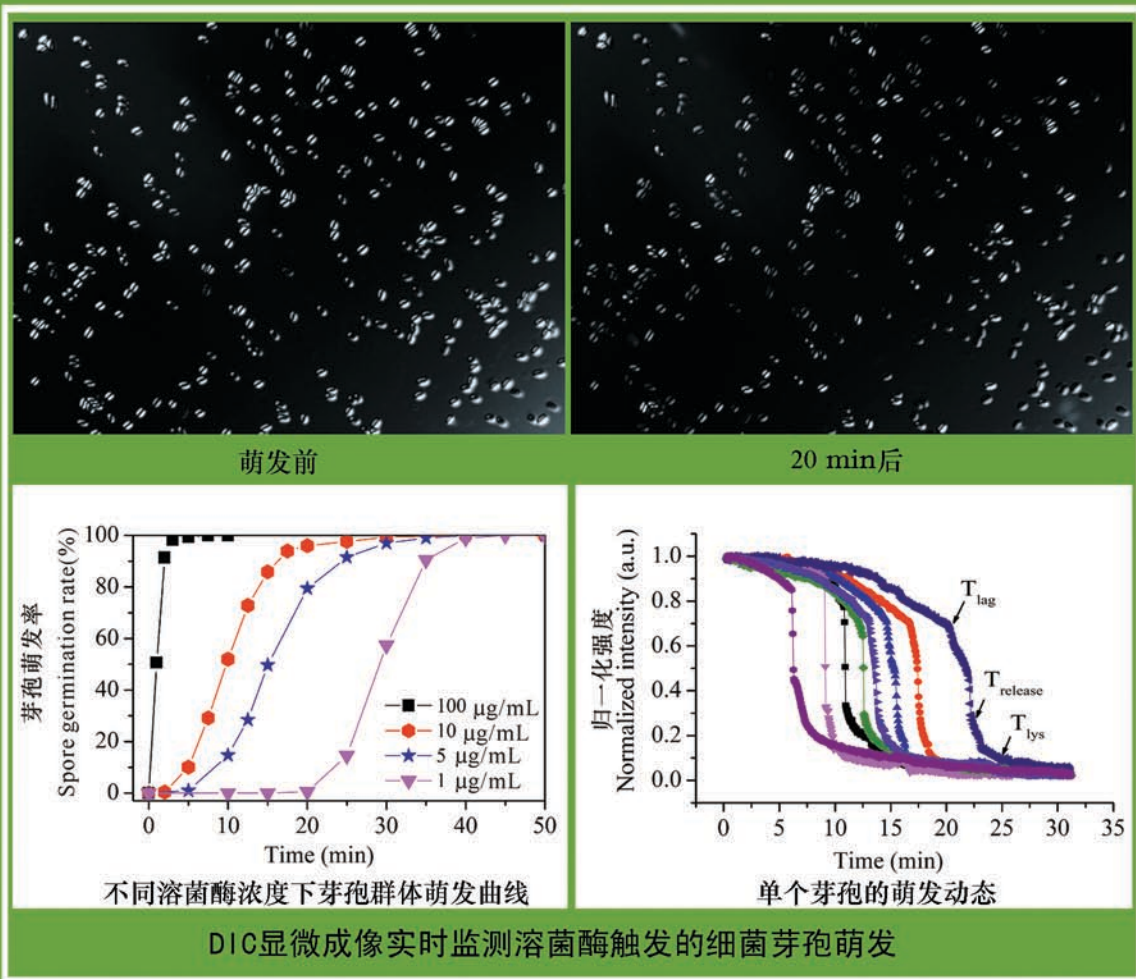 萌发前
20 min后
芽孢萌发率
Spore germination rate(%)
100
80
60
40
20
0
100 μg/mL
10 μg/mL
5 μg/mL
1 μg/mL
0 10 20 30 40 50
Time (min)
不同溶菌酶浓度下芽孢群体萌发曲线
归一化强度
Normalized intensity (a.u.)
1.0
0.8
0.6
0.4
0.2
0.0
Tlag
Trelease
Tlys
0 5 10 15 20 25 30 35
Time (min)
单个芽孢的萌发动态
DIC显微成像实时监测溶菌酶触发的细菌芽孢萌发